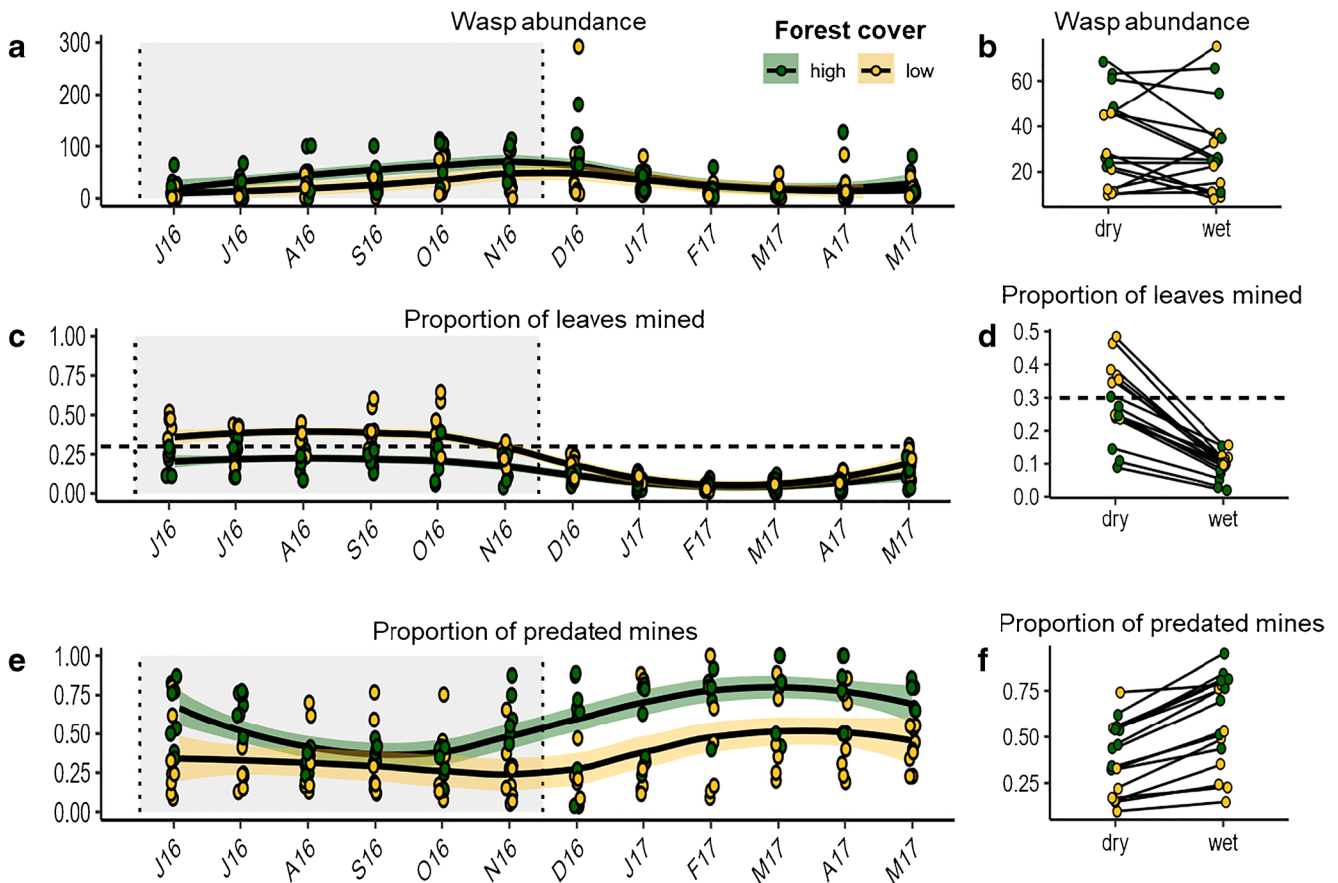 a
Wasp abundance
Forest cover
high
low
300
200
100
0
J16 J16 A16 S16 O16 N16 D16 J17 F17 M17 A17 M17
b
Wasp abundance
60
40
20
dry wet
c
Proportion of leaves mined
1.00
0.75
0.50
0.25
0.00
J16 J16 A16 S16 O16 N16 D16 J17 F17 M17 A17 M17
d
Proportion of leaves mined
0.5
0.4
0.3
0.2
0.1
0.0
dry wet
e
Proportion of predated mines
1.00
0.75
0.50
0.25
0.00
J16 J16 A16 S16 O16 N16 D16 J17 F17 M17 A17 M17
f
Proportion of predated mines
0.75
0.50
0.25
dry wet